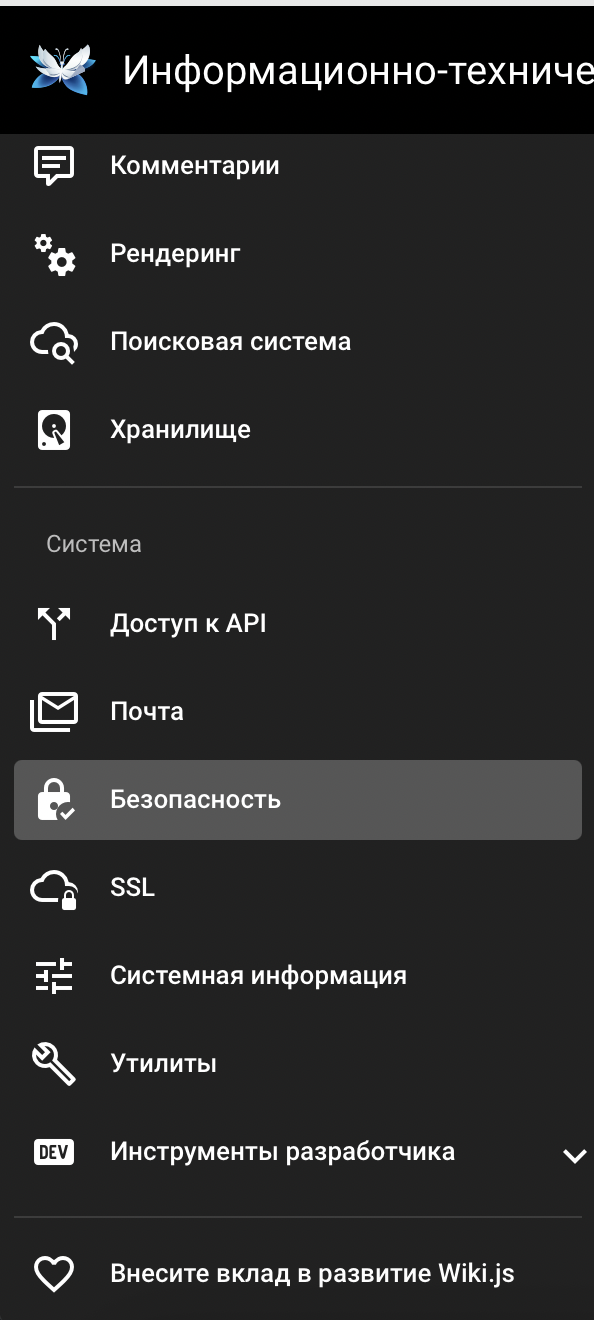 Информационно-техниче
Комментарии
Рендеринг
Поисковая система
Хранилище
Система
Доступ к API
Почта
Безопасность
SSL
Системная информация
Утилиты
DEV Инструменты разработчика
Внесите вклад в развитие Wiki.js